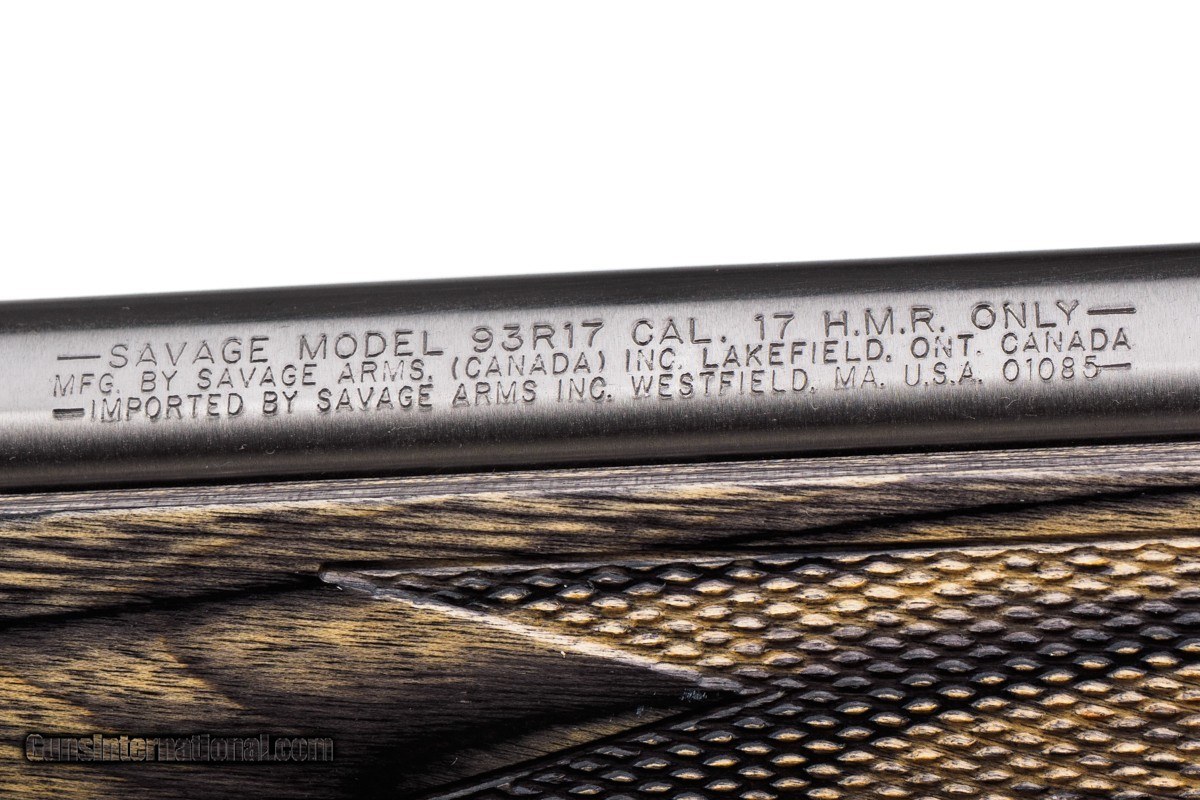 —SAVAGE MODEL 93R17 CAL. 17 H.M.R. ONLY—
MFG. BY SAVAGE ARMS. (CANADA) INC. LAKEFIELD. ONT. CANADA
—IMPORTED BY SAVAGE ARMS INC. WESTFIELD. MA. U.S.A. 01085—
GunsInternational.com